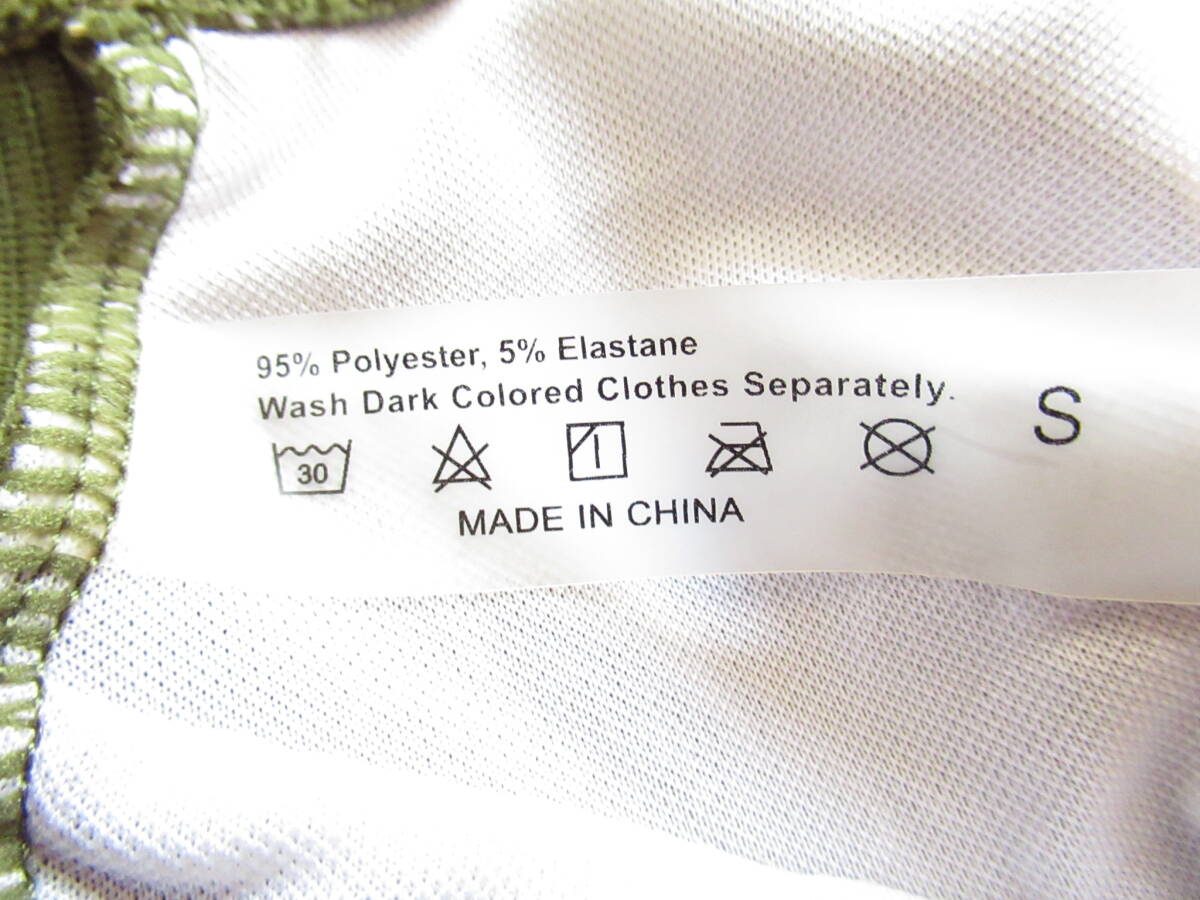 95% Polyester, 5% Elastane
Wash Dark Colored Clothes Separately.
S
30
MADE IN CHINA